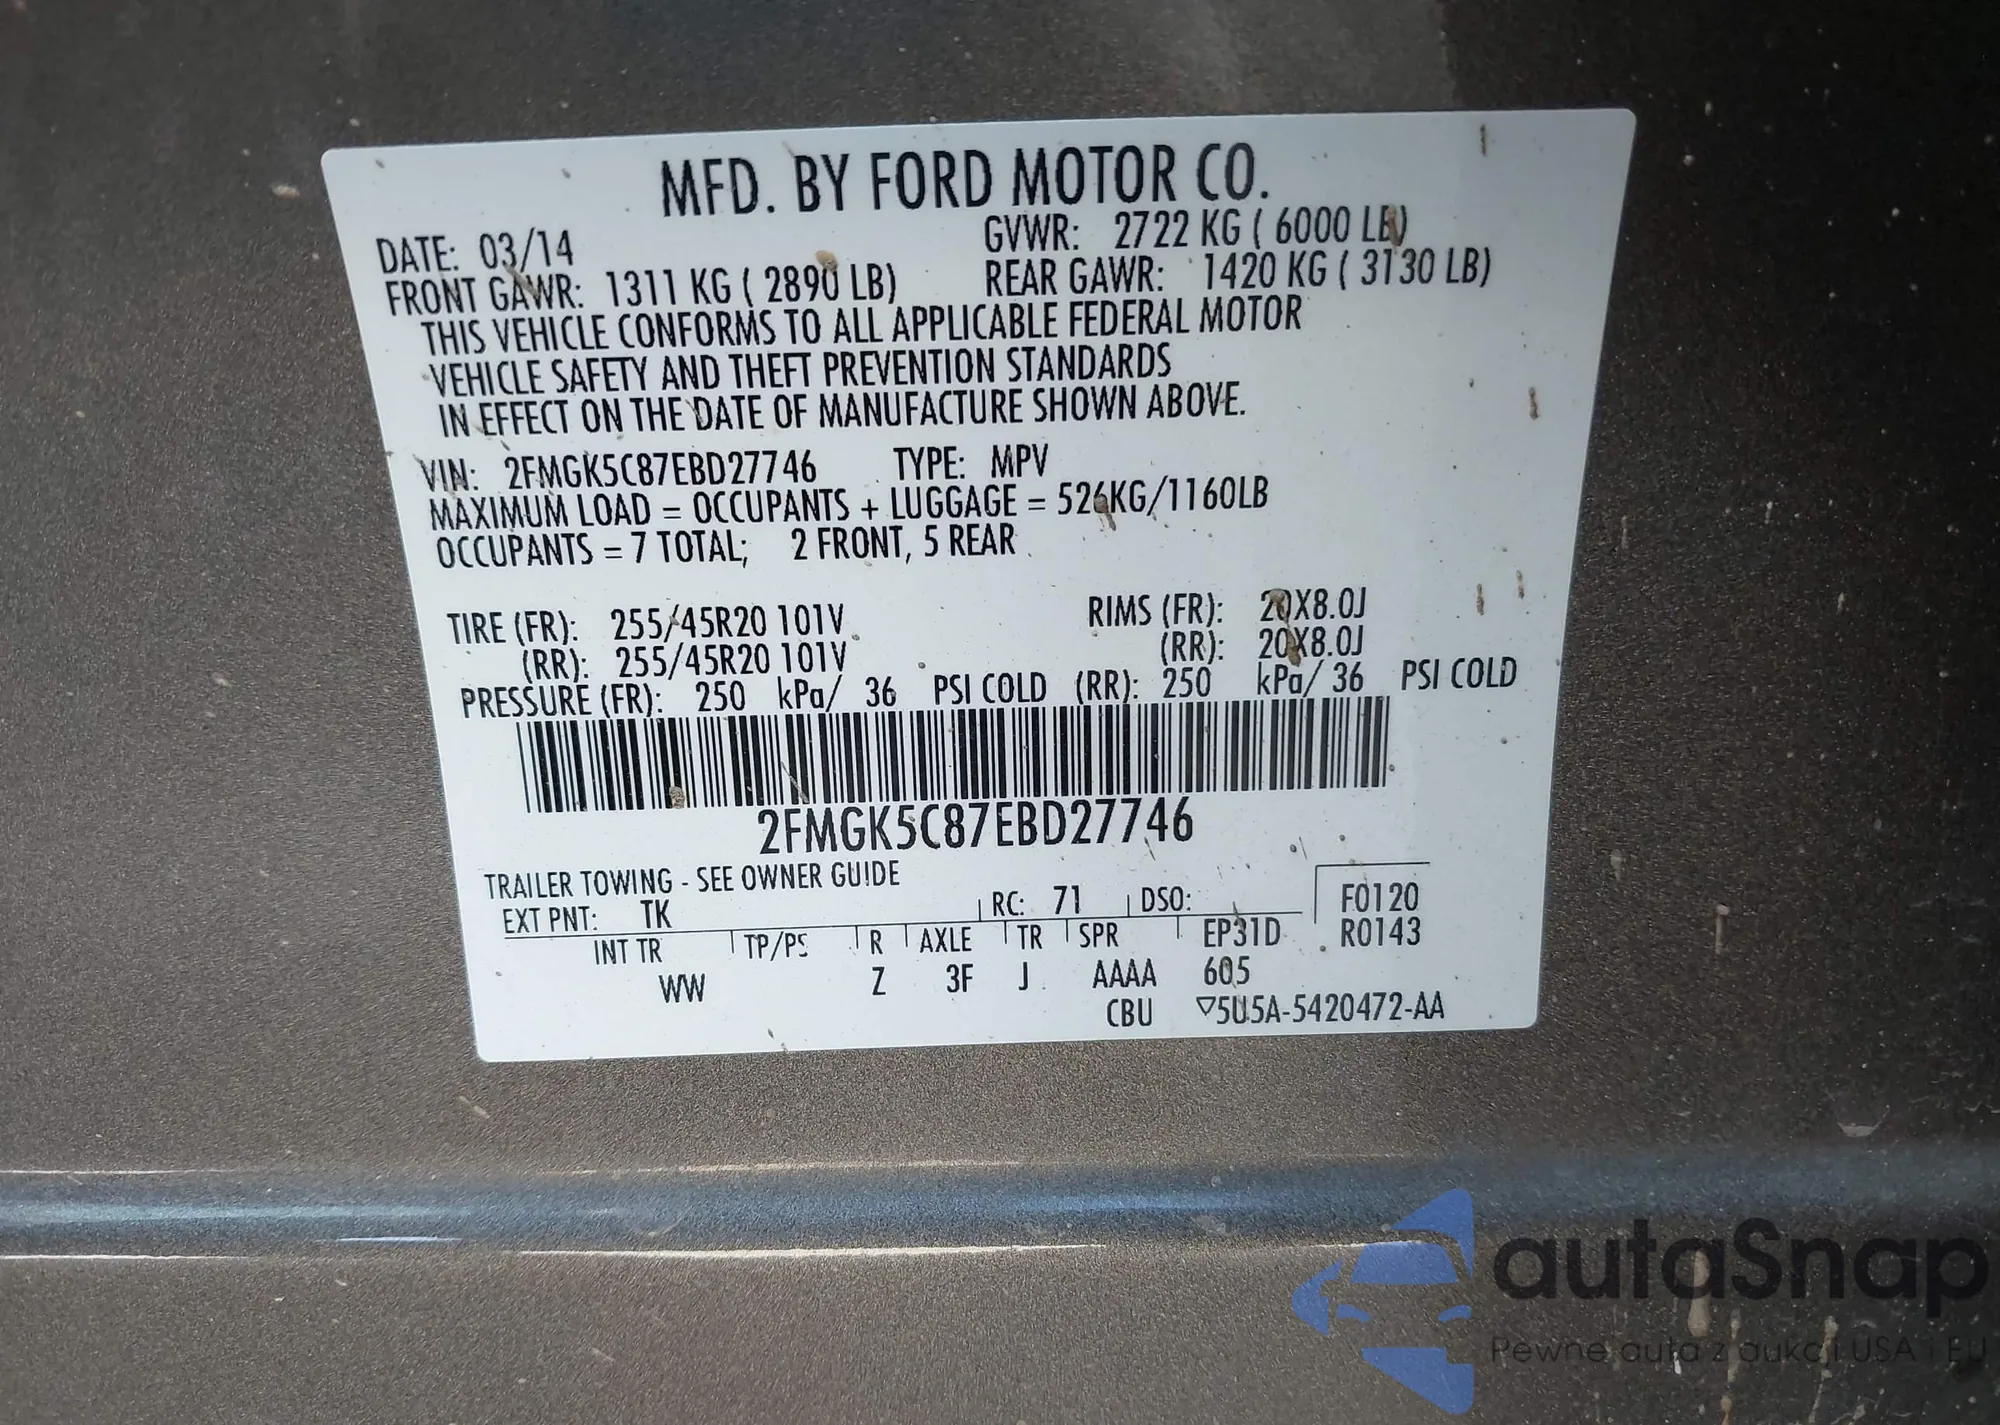 MFD. BY FORD MOTOR CO.
DATE: 03/14 GVWR: 2722 KG ( 6000 LB)
FRONT GAWR: 1311 KG ( 2890 LB) REAR GAWR: 1420 KG ( 3130 LB)
THIS VEHICLE CONFORMS TO ALL APPLICABLE FEDERAL MOTOR
VEHICLE SAFETY AND THEFT PREVENTION STANDARDS
IN EFFECT ON THE DATE OF MANUFACTURE SHOWN ABOVE.
VIN: 2FMGK5C87EBD27746 TYPE: MPV
MAXIMUM LOAD = OCCUPANTS + LUGGAGE = 526KG/1160LB
OCCUPANTS = 7 TOTAL; 2 FRONT, 5 REAR
TIRE (FR): 255/45R20 101V RIMS (FR): 20X8.0J
(RR): 255/45R20 101V (RR): 20X8.0J
PRESSURE (FR): 250 kPa/ 36 PSI COLD (RR): 250 kPa/ 36 PSI COLD
2FMGK5C87EBD27746
TRAILER TOWING - SEE OWNER GUIDE
EXT PNT: TK RC: 71 DSO: F0120
INT TR TP/PS R AXLE TR SPR EP31D R0143
WW Z 3F J AAAA 605
CBU ▽5U5A-5420472-AA
autaSnap
Pewne auta z aukcji USA i EU